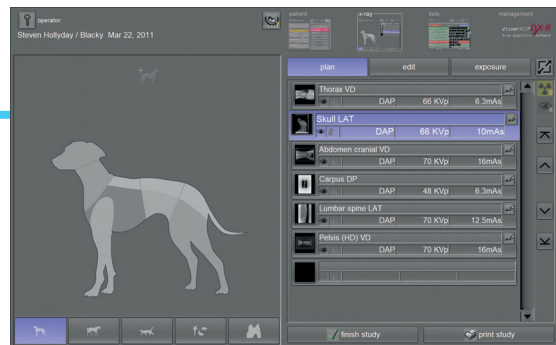 operator:
Steven Hollyday / Blacky Mar 22, 2011
patient
x-ray
lists
management
dicomPACS® DX-R
plan
edit
exposure
Thorax VD
DAP 66 KVp 6.3mAs
Skull LAT
DAP 66 KVp 10mAs
Abdomen cranial VD
DAP 70 KVp 16mAs
Carpus DP
DAP 48 KVp 6.3mAs
Lumbar spine LAT
DAP 70 KVp 12.5mAs
Pelvis (HD) VD
DAP 70 KVp 16mAs
finish study
print study